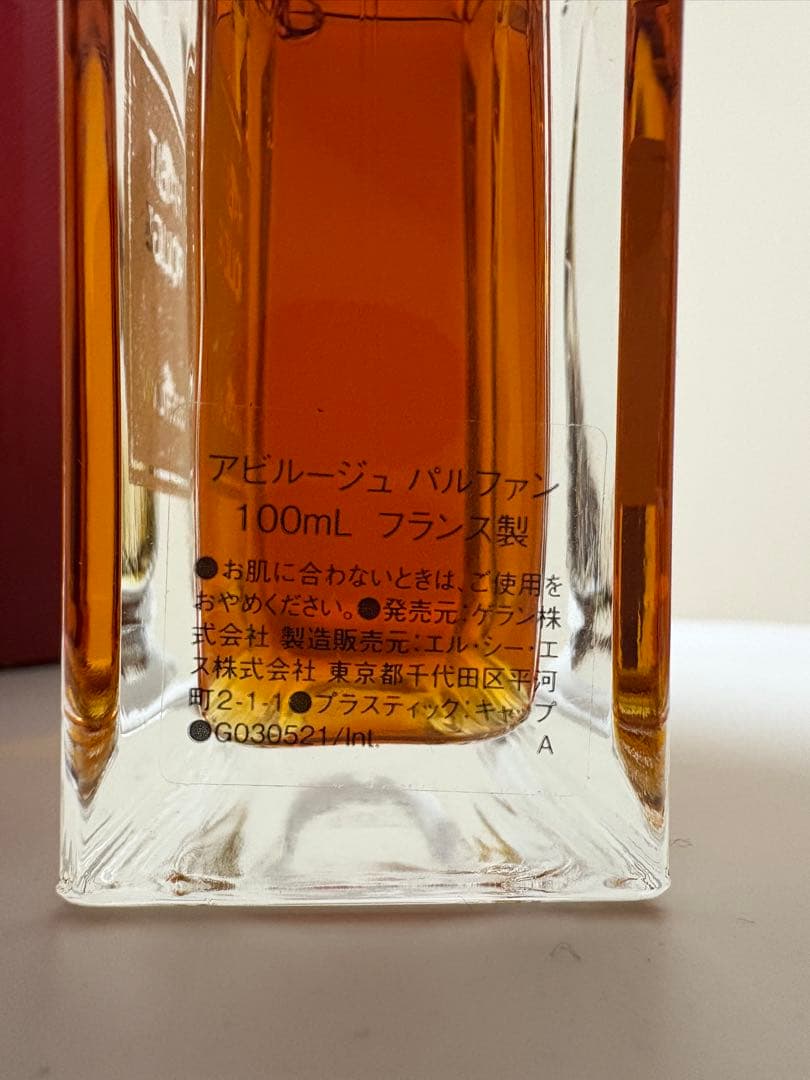 アビルージュ パルファン
100mL フランス製
●お肌に合わないときは、ご使用を
おやめください。●発売元:ゲラン株
式会社 製造販売元:エル・シー・エ
ス株式会社 東京都千代田区平河
町2-1-1●プラスティック:キャップ
●G030521/Int. A